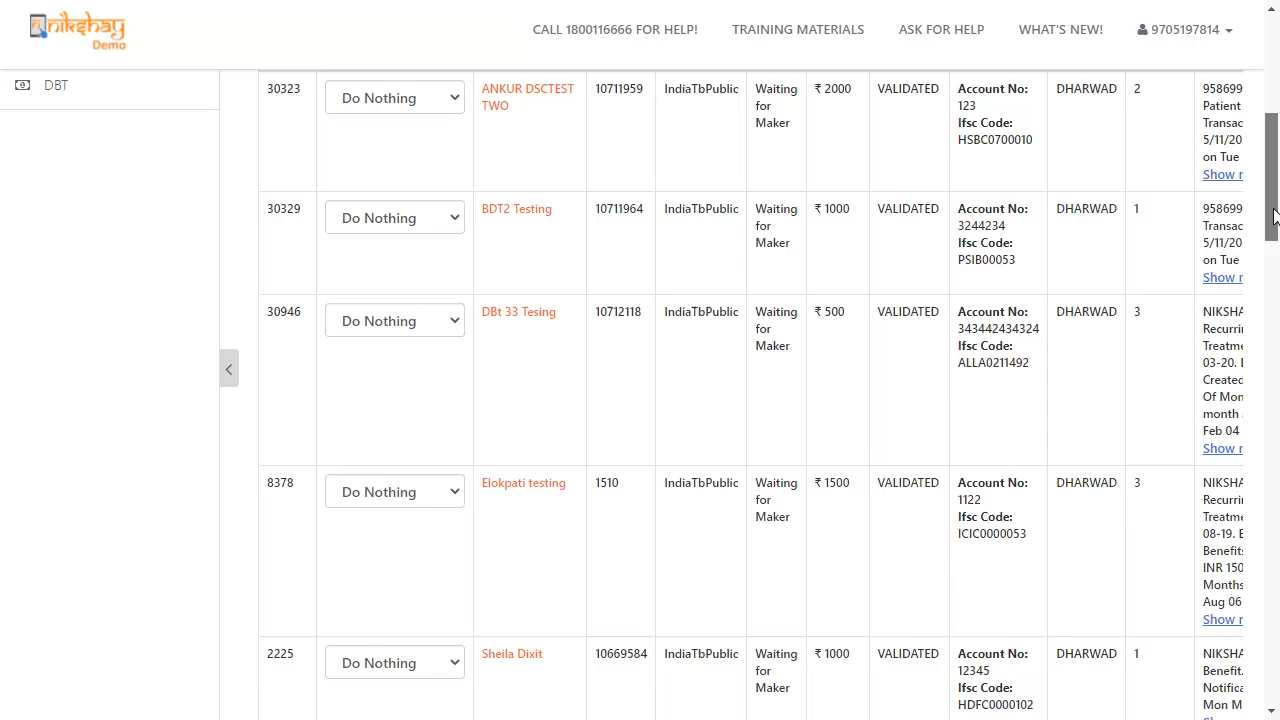 nikshay
Demo
CALL 1800116666 FOR HELP! TRAINING MATERIALS ASK FOR HELP WHAT'S NEW! 9705197814
DBT
30323 Do Nothing ANKUR DSCTEST 10711959 IndiaTbPublic Waiting ₹ 2000 VALIDATED Account No: DHARWAD 2 958699
TWO for 123 Patient
Maker Ifsc Code: Transac
HSBC0700010 5/11/20
on Tue
Show r
30329 Do Nothing BDT2 Testing 10711964 IndiaTbPublic Waiting ₹ 1000 VALIDATED Account No: DHARWAD 1 958699
for 3244234 Transac
Maker Ifsc Code: 5/11/20
PSIB00053 on Tue
Show r
30946 Do Nothing DBt 33 Tesing 10712118 IndiaTbPublic Waiting ₹ 500 VALIDATED Account No: DHARWAD 3 NIKSHA
for 343442434324 Recurri
Maker Ifsc Code: Treatme
ALLA0211492 03-20. E
Created
Of Mon
month
Feb 04
Show r
8378 Do Nothing Elokpati testing 1510 IndiaTbPublic Waiting ₹ 1500 VALIDATED Account No: DHARWAD 3 NIKSHA
for 1122 Recurri
Maker Ifsc Code: Treatme
ICIC0000053 08-19. E
Benefit
INR 150
Months
Aug 06
Show r
2225 Do Nothing Sheila Dixit 10669584 IndiaTbPublic Waiting ₹ 1000 VALIDATED Account No: DHARWAD 1 NIKSHA
for 12345 Benefit.
Maker Ifsc Code: Notifica
HDFC0000102 Mon M